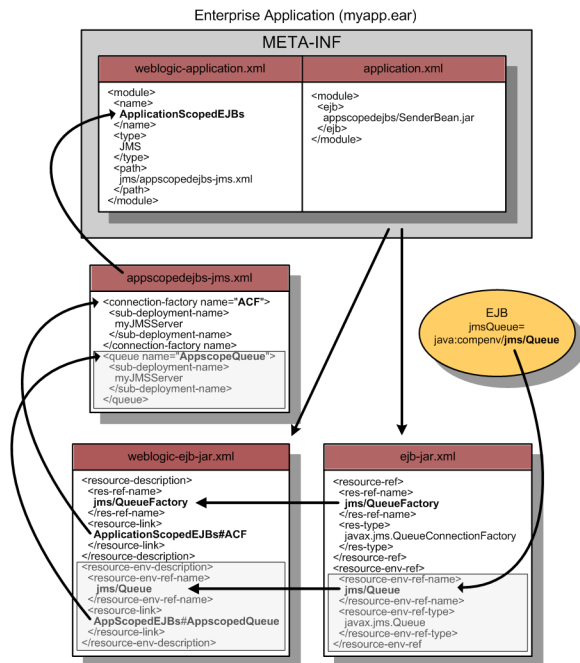 Enterprise Application (myapp.ear)
META-INF
weblogic-application.xml
<module>
<name>
ApplicationScopedEJBs
</name>
<type>
JMS
</type>
<path>
jms/appscopedejbs-jms.xml
</path>
</module>
application.xml
<module>
<ejb>
appscopedejbs/SenderBean.jar
</ejb>
</module>
appscopedejbs-jms.xml
<connection-factory name="ACF">
<sub-deployment-name>
myJMSServer
</sub-deployment-name>
</connection-factory name>
<queue name="AppscopeQueue">
<sub-deployment-name>
myJMSServer
</sub-deployment-name>
</queue>
EJB
jmsQueue=
java:compenv/jms/Queue
weblogic-ejb-jar.xml
<resource-description>
<res-ref-name>
jms/QueueFactory
</res-ref-name>
<resource-link>
ApplicationScopedEJBs#ACF
</resource-link>
</resource-description>
<resource-env-description>
<resource-env-ref-name>
jms/Queue
</resource-env-ref-name>
<resource-link>
AppScopedEJBs#AppscopedQueue
</resource-link>
</resource-env-description>
ejb-jar.xml
<resource-ref>
<res-ref-name>
jms/QueueFactory
</res-ref-name>
<res-type>
javax.jms.QueueConnectionFactory
</res-type>
</resource-ref>
<resource-env-ref>
<resource-env-ref-name>
jms/Queue
</resource-env-ref-name>
<resource-env-ref-type>
javax.jms.Queue
</resource-env-ref-type>
</resource-env-ref